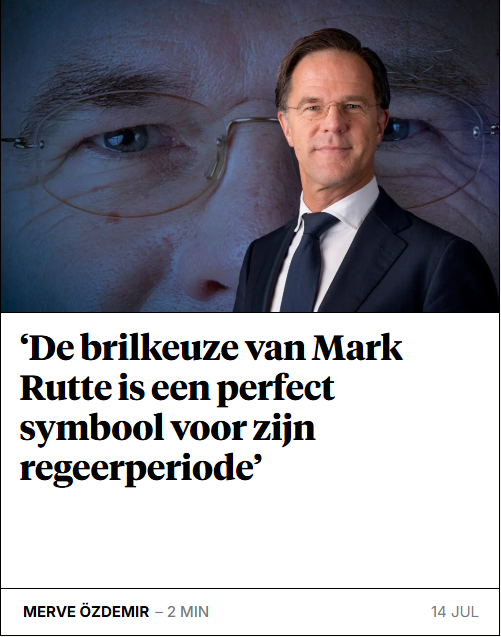 ‘De brilkeuze van Mark
Rutte is een perfect
symbool voor zijn
regeerperiode’
MERVE ÖZDEMIR – 2 MIN
14 JUL